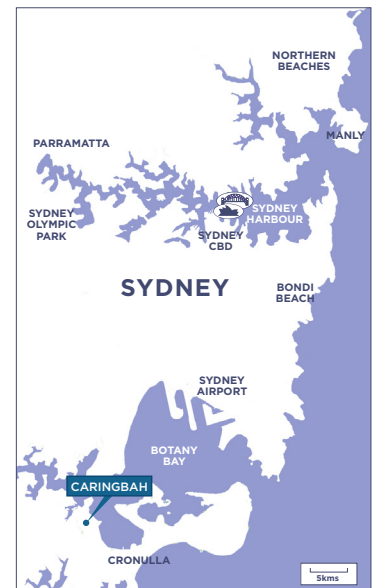 NORTHERN
BEACHES
MANLY
PARRAMATTA
SYDNEY
OLYMPIC
PARK
SYDNEY
HARBOUR
SYDNEY
CBD
SYDNEY
BONDI
BEACH
SYDNEY
AIRPORT
BOTANY
BAY
CARINGBAH
CRONULLA
5kms